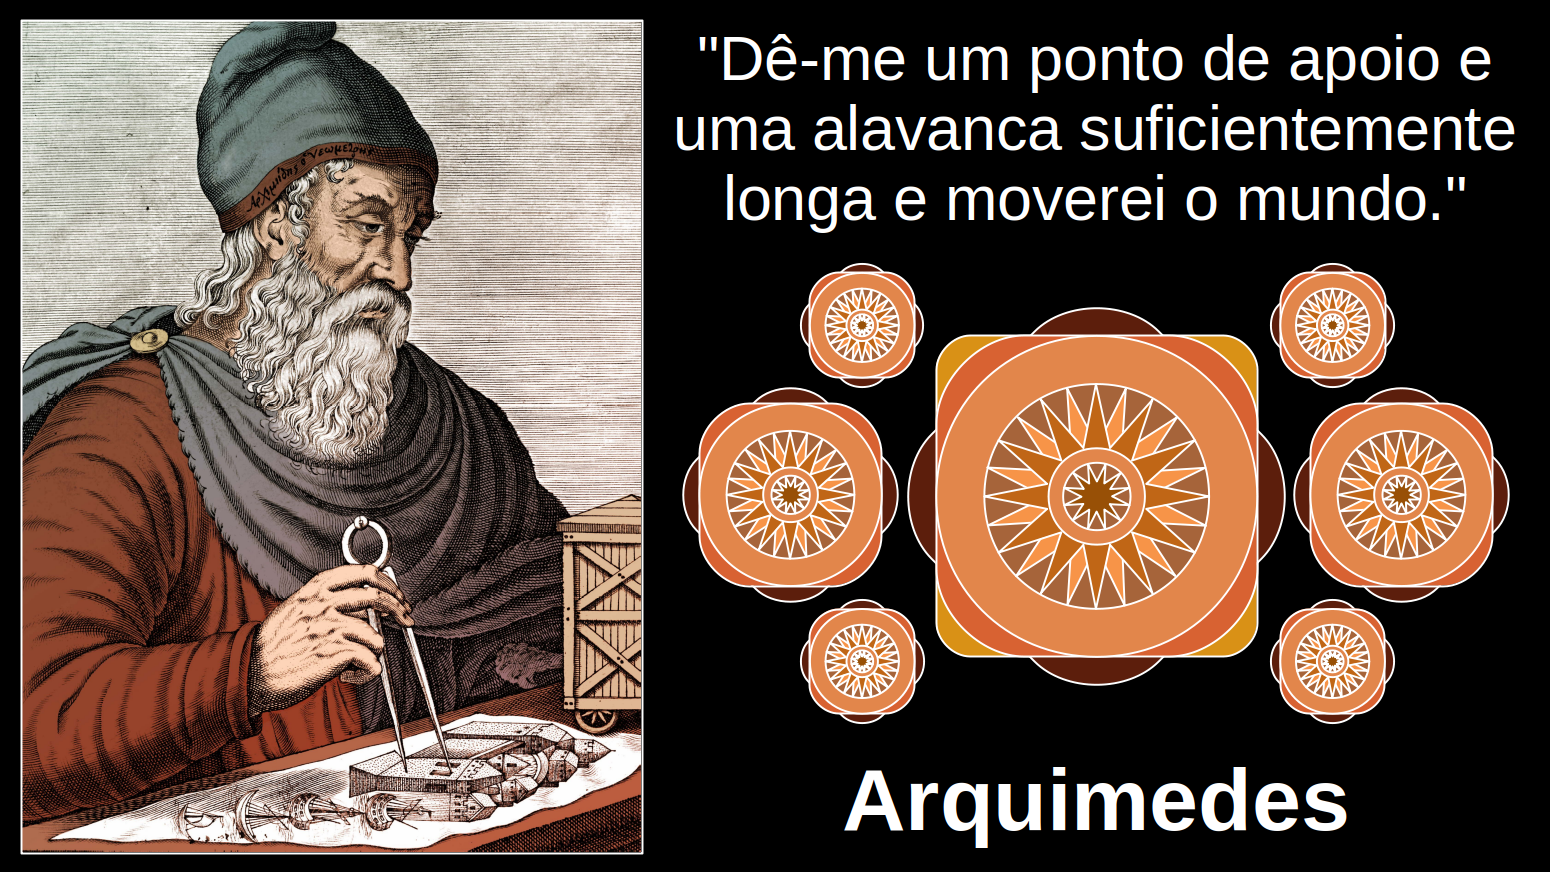 "Dê-me um ponto de apoio e
uma alavanca suficientemente
longa e moverei o mundo."
Arquimedes